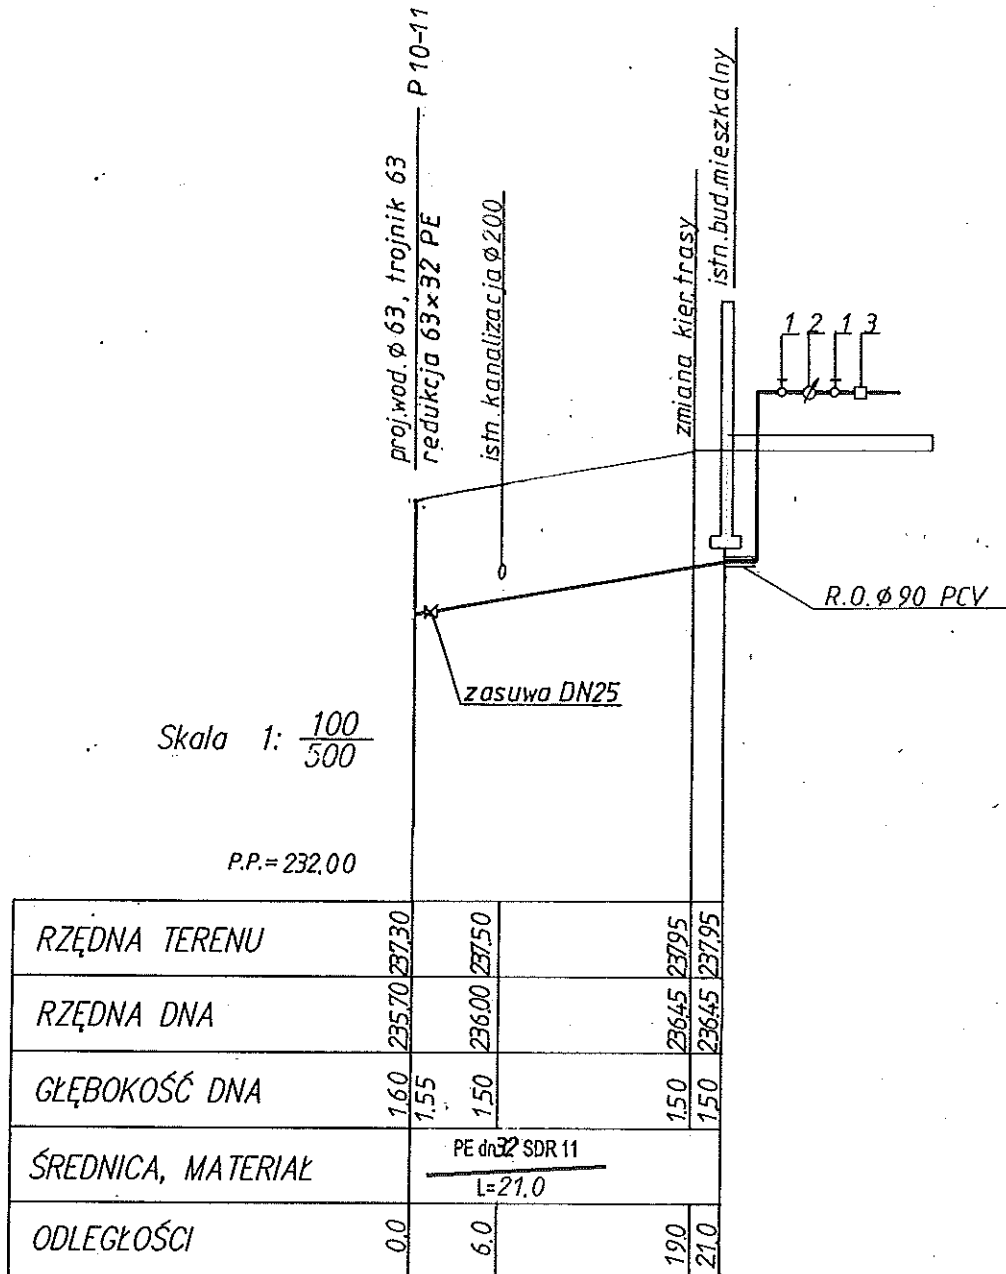 P 10-11
proj.wod. ϕ 63, trojnik 63
redukcja 63×32 PE
istn. kanalizacja ϕ 200
zmiana kier.trasy
istn.bud.mieszkalny
1 2 1 3
R.O. ϕ 90 PCV
zasuwa DN25
Skala 1: 100
500
P.P.= 232,00
RZĘDNA TERENU 237,30 237,50 237,95 237,95
RZĘDNA DNA 235,70 236,00 236,45 236,45
GŁĘBOKOŚĆ DNA 1,60 1,55 1,50 1,50 1,50
ŚREDNICA, MATERIAŁ PE dn32 SDR 11
L=21,0
ODLEGŁOŚCI 0,0 6,0 19,0 21,0